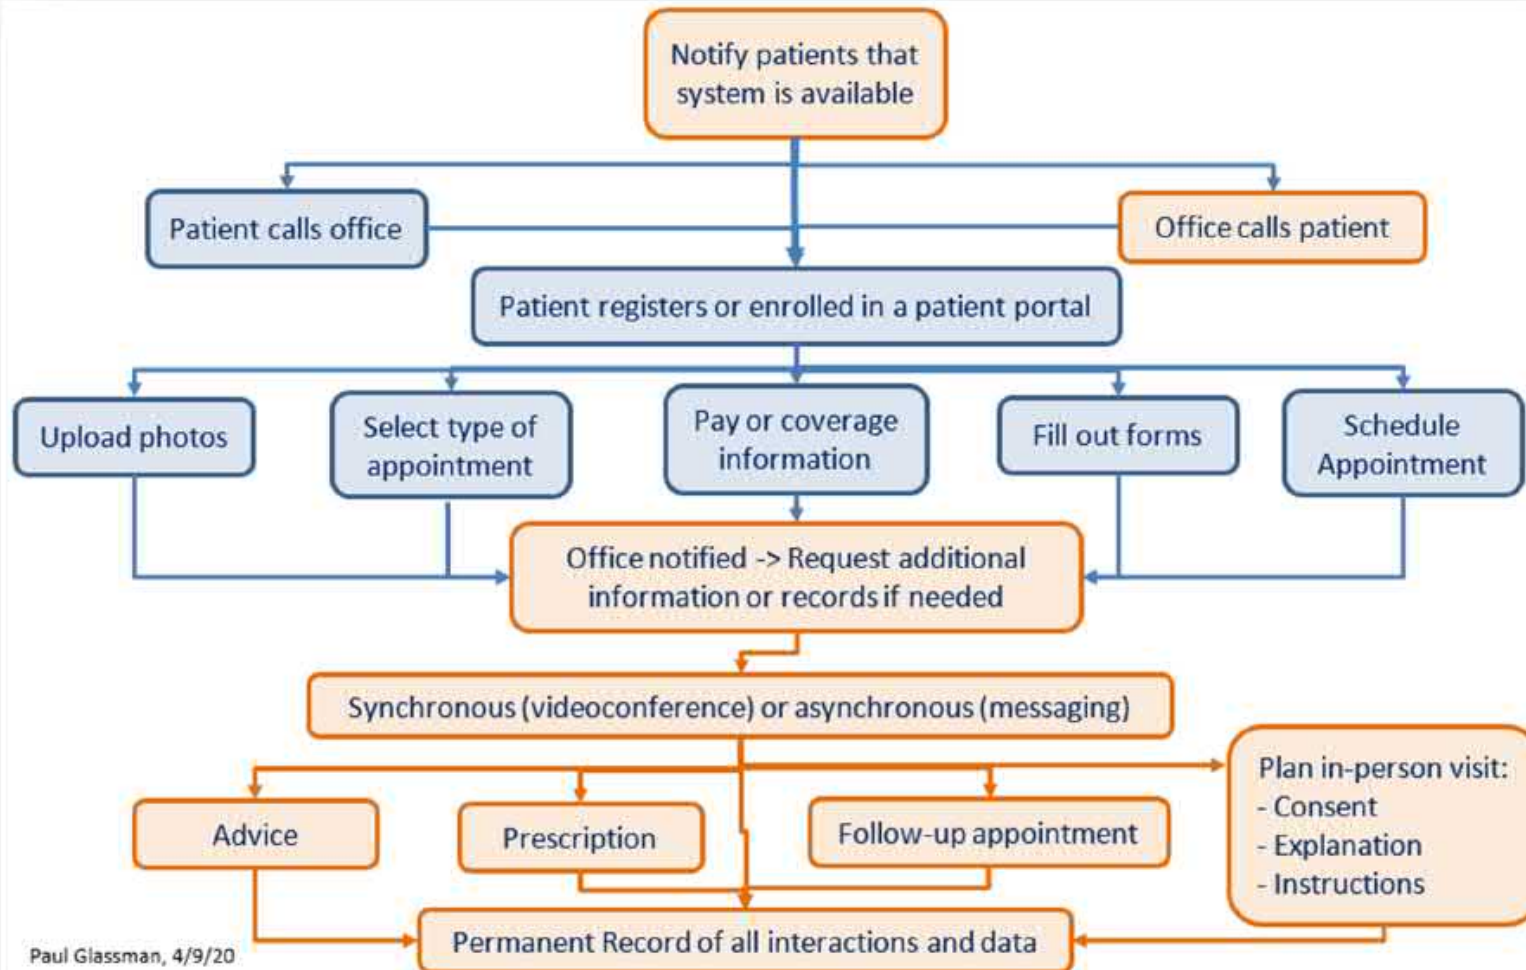 Notify patients that
system is available
Patient calls office
Office calls patient
Patient registers or enrolled in a patient portal
Upload photos
Select type of
appointment
Pay or coverage
information
Fill out forms
Schedule
Appointment
Office notified -> Request additional
information or records if needed
Synchronous (videoconference) or asynchronous (messaging)
Advice
Prescription
Follow-up appointment
Plan in-person visit:
- Consent
- Explanation
- Instructions
Permanent Record of all interactions and data
Paul Glassman, 4/9/20